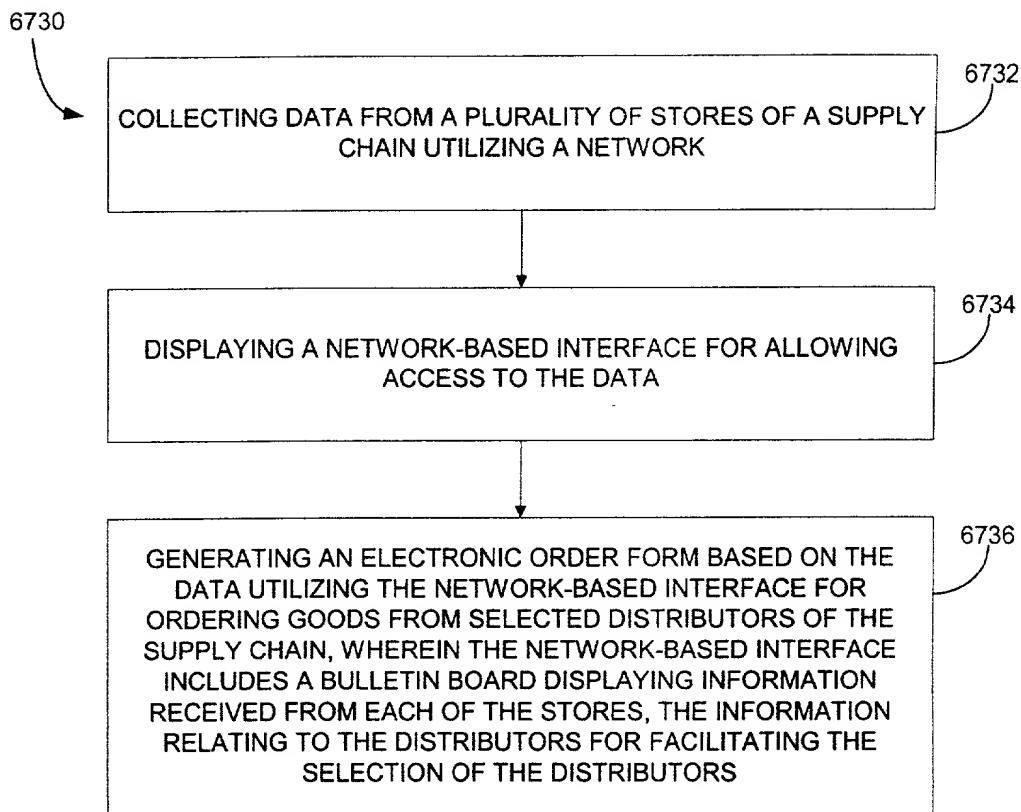 6730
6732
COLLECTING DATA FROM A PLURALITY OF STORES OF A SUPPLY
CHAIN UTILIZING A NETWORK
6734
DISPLAYING A NETWORK-BASED INTERFACE FOR ALLOWING
ACCESS TO THE DATA
6736
GENERATING AN ELECTRONIC ORDER FORM BASED ON THE
DATA UTILIZING THE NETWORK-BASED INTERFACE FOR
ORDERING GOODS FROM SELECTED DISTRIBUTORS OF THE
SUPPLY CHAIN, WHEREIN THE NETWORK-BASED INTERFACE
INCLUDES A BULLETIN BOARD DISPLAYING INFORMATION
RECEIVED FROM EACH OF THE STORES, THE INFORMATION
RELATING TO THE DISTRIBUTORS FOR FACILITATING THE
SELECTION OF THE DISTRIBUTORS